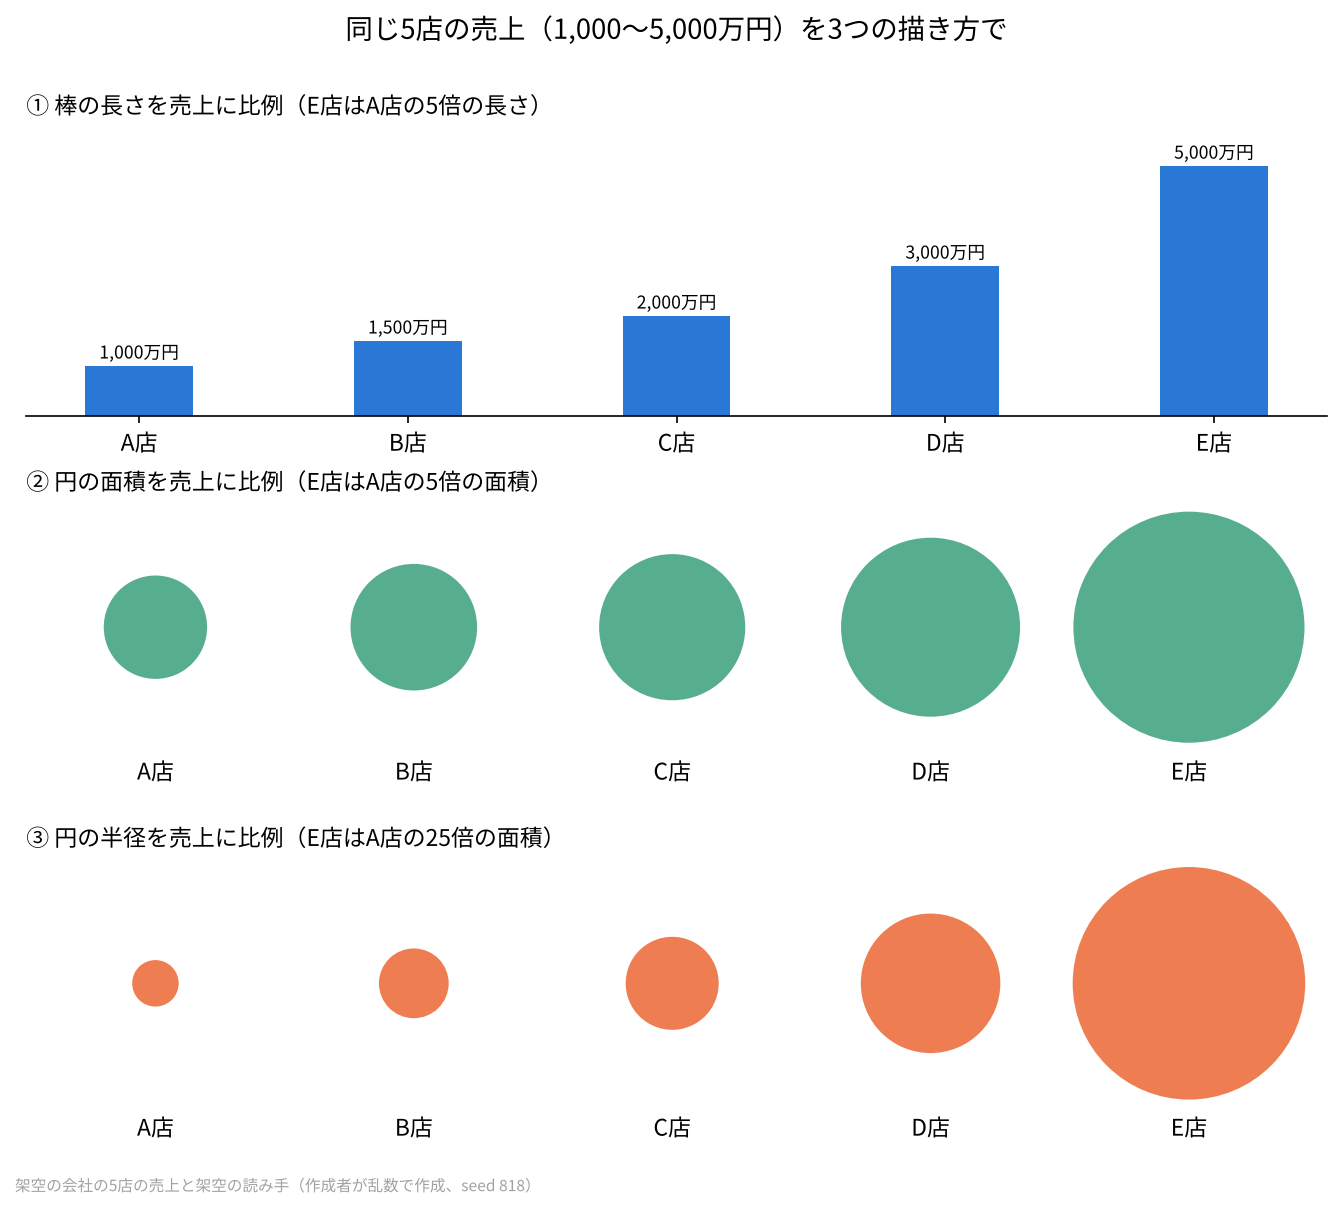 同じ5店の売上（1,000〜5,000万円）を3つの描き方で
① 棒の長さを売上に比例（E店はA店の5倍の長さ）
5,000万円
3,000万円
2,000万円
1,500万円
1,000万円
A店 B店 C店 D店 E店
② 円の面積を売上に比例（E店はA店の5倍の面積）
A店 B店 C店 D店 E店
③ 円の半径を売上に比例（E店はA店の25倍の面積）
A店 B店 C店 D店 E店
架空の会社の5店の売上と架空の読み手（作成者が乱数で作成、seed 818）